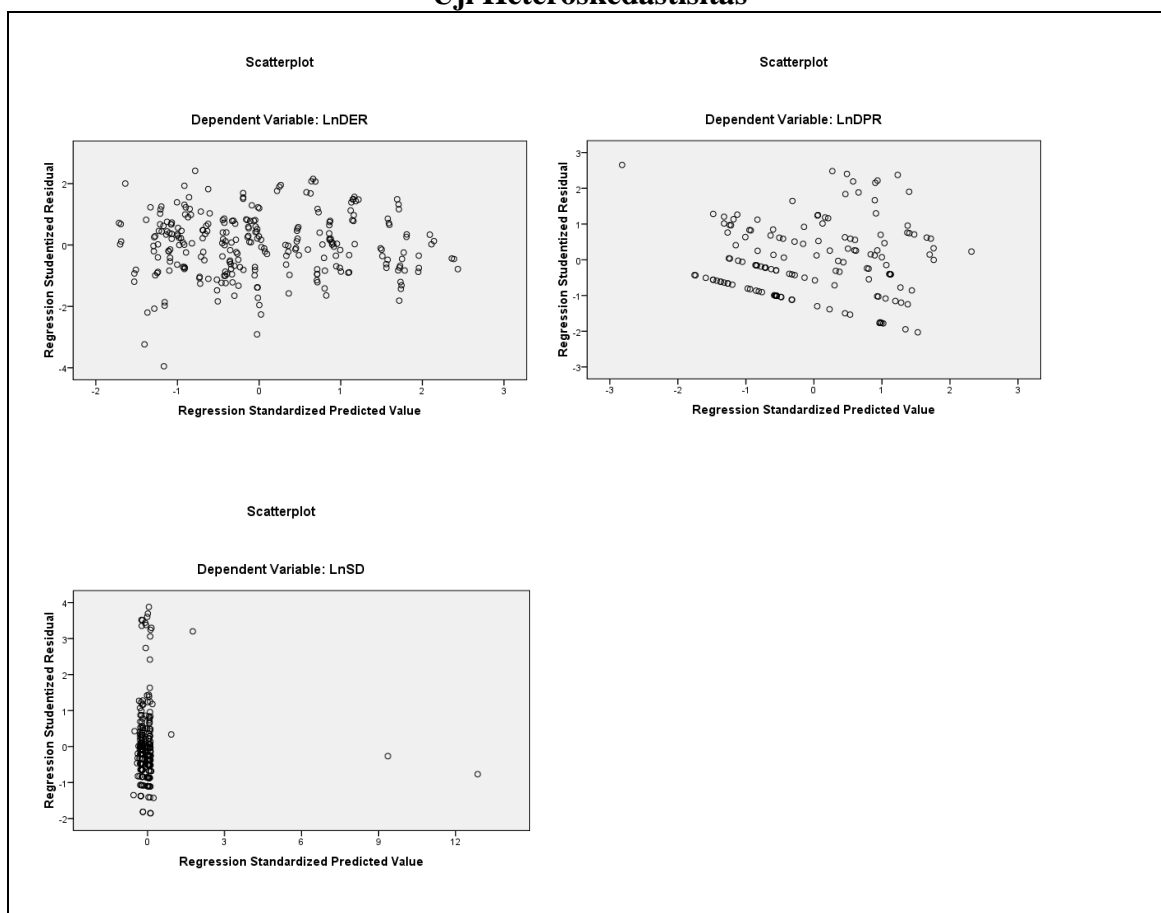 Uji Heteroskedastisitas
Scatterplot
Dependent Variable: LnDER
Regression Studentized Residual
2
0
-2
-4
-2
-1
0
1
2
3
Regression Standardized Predicted Value
Scatterplot
Dependent Variable: LnDPR
Regression Studentized Residual
3
2
1
0
-1
-2
-3
-3
-2
-1
0
1
2
3
Regression Standardized Predicted Value
Scatterplot
Dependent Variable: LnSD
Regression Studentized Residual
4
3
2
1
0
-1
-2
0
3
6
9
12
Regression Standardized Predicted Value